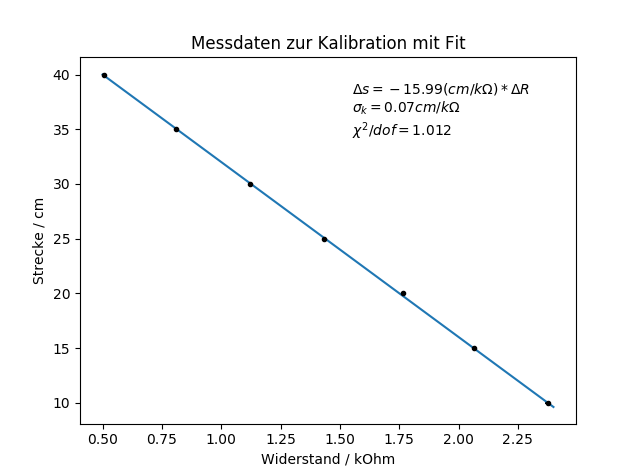 Messdaten zur Kalibration mit Fit
Δs = −15.99(cm/kΩ) * ΔR
σₖ = 0.07cm/kΩ
χ²/dof = 1.012
Strecke / cm
40
35
30
25
20
15
10
0.50 0.75 1.00 1.25 1.50 1.75 2.00 2.25
Widerstand / kOhm